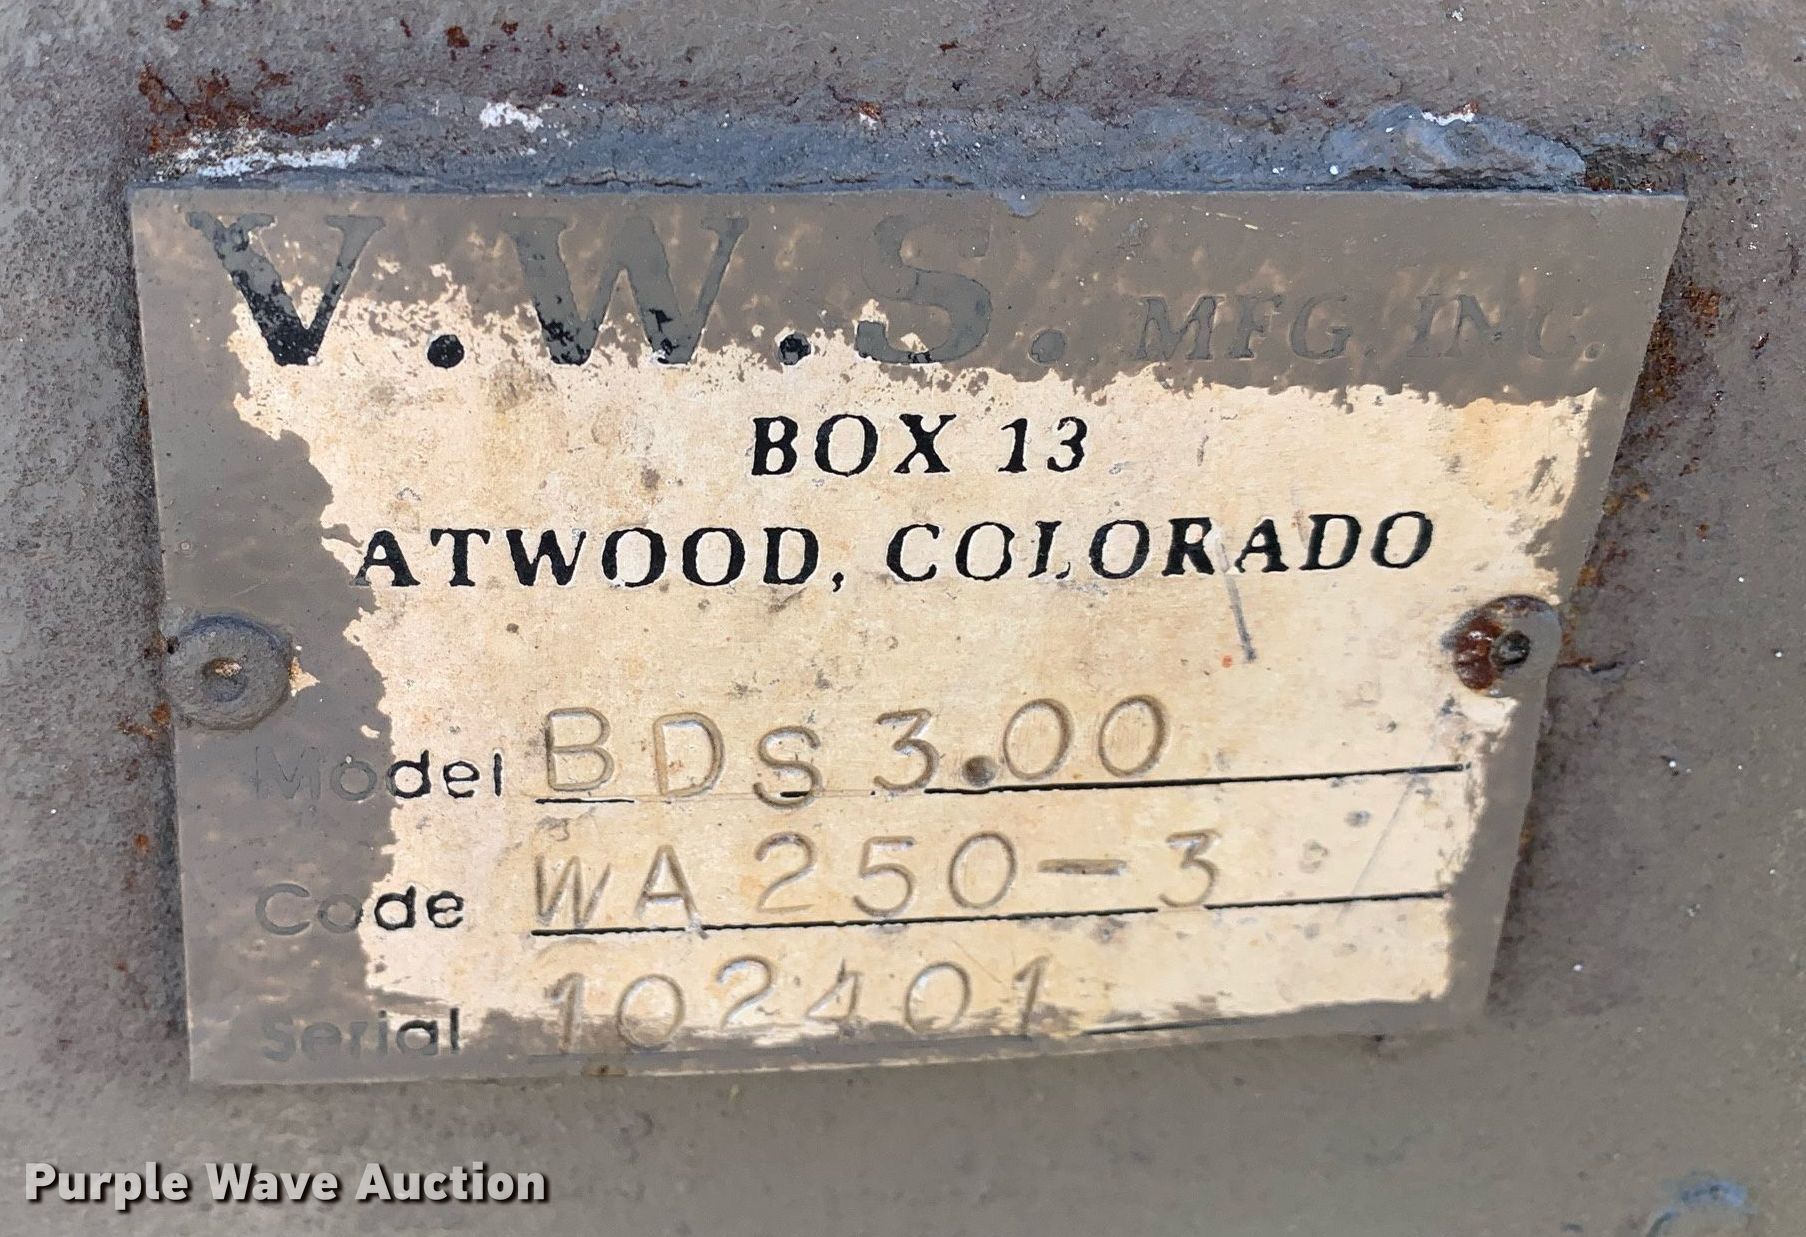 V.W.S. MFG. INC.
BOX 13
ATWOOD, COLORADO
Model BDS 3.00
Code WA 250-3
Serial 102401
Purple Wave Auction